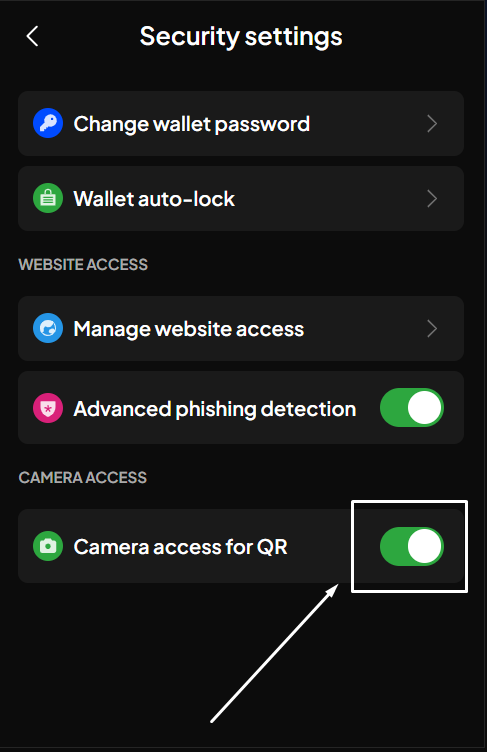 Security settings
Change wallet password
Wallet auto-lock
WEBSITE ACCESS
Manage website access
Advanced phishing detection
CAMERA ACCESS
Camera access for QR